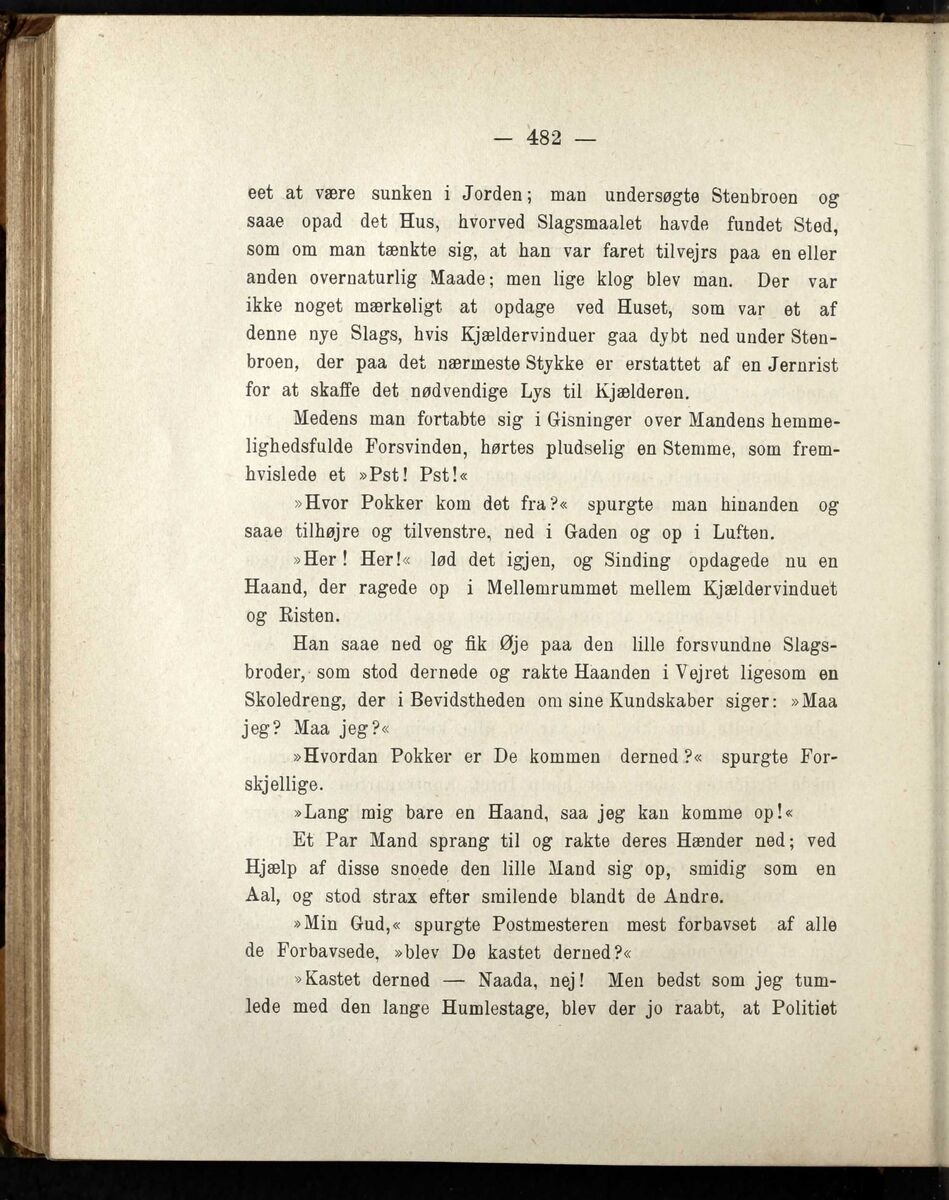 — 482 —
eet at være sunken i Jorden; man undersøgte Stenbroen og
saae opad det Hus, hvorved Slagsmaalet havde fundet Sted,
som om man tænkte sig, at han var faret tilvejrs paa en eller
anden overnaturlig Maade; men lige klog blev man. Der var
ikke noget mærkeligt at opdage ved Huset, som var et af
denne nye Slags, hvis Kjældervinduer gaa dybt ned under Sten-
broen, der paa det nærmeste Stykke er erstattet af en Jernrist
for at skaffe det nødvendige Lys til Kjælderen.
Medens man fortabte sig i Gisninger over Mandens hemme-
lighedsfulde Forsvinden, hørtes pludselig en Stemme, som frem-
hvislede et »Pst! Pst!«
»Hvor Pokker kom det fra?« spurgte man hinanden og
saae tilhøjre og tilvenstre, ned i Gaden og op i Luften.
»Her! Her!« lød det igjen, og Sinding opdagede nu en
Haand, der ragede op i Mellemrummet mellem Kjældervinduet
og Risten.
Han saae ned og fik Øje paa den lille forsvundne Slags-
broder, som stod dernede og rakte Haanden i Vejret ligesom en
Skoledreng, der i Bevidstheden om sine Kundskaber siger: »Maa
jeg? Maa jeg?«
»Hvordan Pokker er De kommen derned?« spurgte For-
skjellige.
»Lang mig bare en Haand, saa jeg kan komme op!«
Et Par Mand sprang til og rakte deres Hænder ned; ved
Hjælp af disse snoede den lille Mand sig op, smidig som en
Aal, og stod strax efter smilende blandt de Andre.
»Min Gud,« spurgte Postmesteren mest forbavset af alle
de Forbavsede, »blev De kastet derned?«
»Kastet derned — Naada, nej! Men bedst som jeg tum-
lede med den lange Humlestage, blev der jo raabt, at Politiet